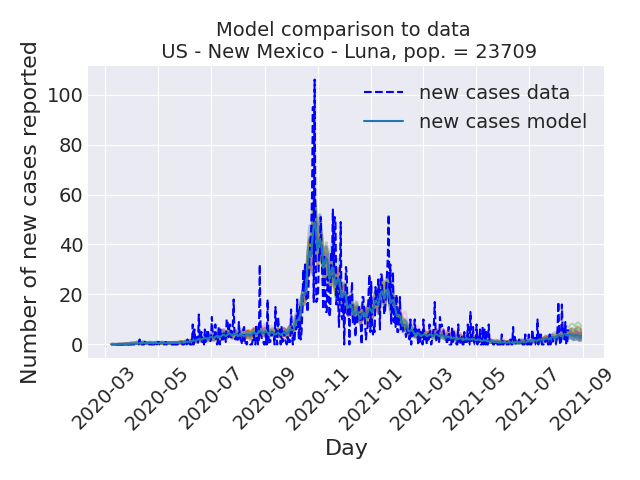 Model comparison to data
US - New Mexico - Luna, pop. = 23709
Number of new cases reported
100
80
60
40
20
0
new cases data
new cases model
2020-03
2020-05
2020-07
2020-09
2020-11
2021-01
2021-03
2021-05
2021-07
2021-09
Day